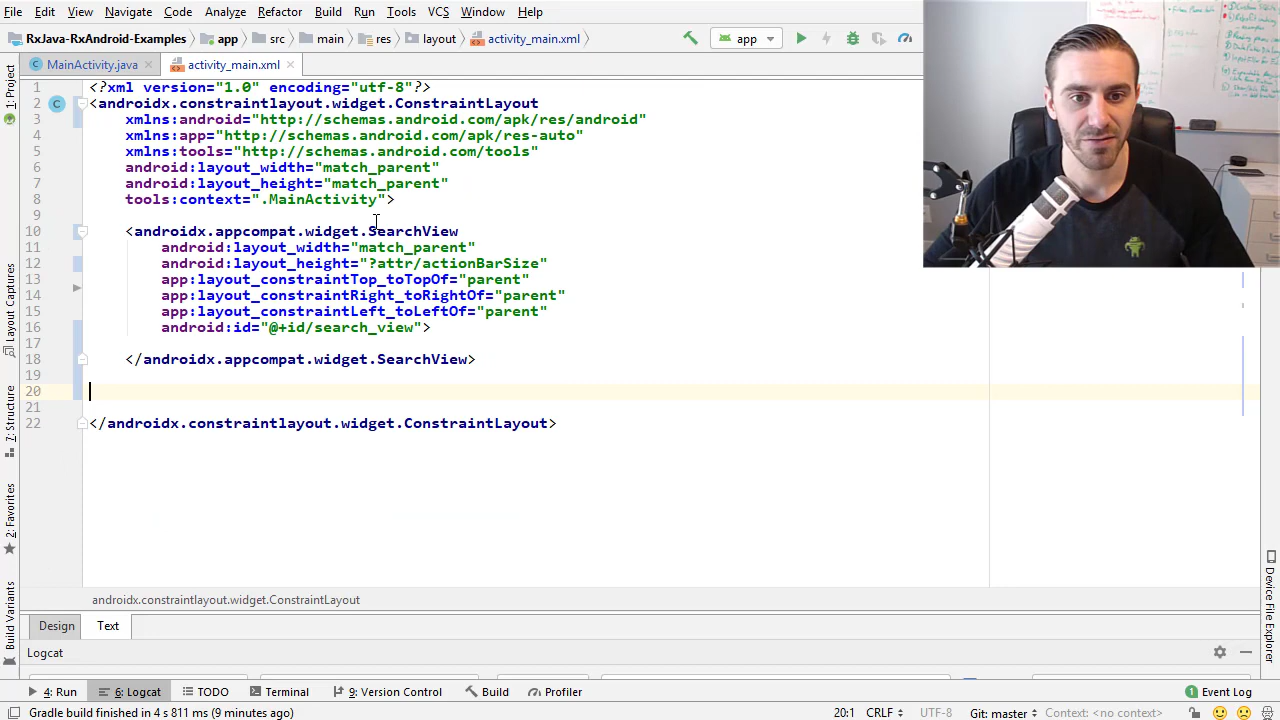 File Edit View Navigate Code Analyze Refactor Build Run Tools VCS Window Help
RxJava-RxAndroid-Examples app src main res layout activity_main.xml app
MainActivity.java activity_main.xml
1 <?xml version="1.0" encoding="utf-8"?>
2 <androidx.constraintlayout.widget.ConstraintLayout
3 xmlns:android="http://schemas.android.com/apk/res/android"
4 xmlns:app="http://schemas.android.com/apk/res-auto"
5 xmlns:tools="http://schemas.android.com/tools"
6 android:layout_width="match_parent"
7 android:layout_height="match_parent"
8 tools:context=".MainActivity">
9
10 <androidx.appcompat.widget.SearchView
11 android:layout_width="match_parent"
12 android:layout_height="?attr/actionBarSize"
13 app:layout_constraintTop_toTopOf="parent"
14 app:layout_constraintRight_toRightOf="parent"
15 app:layout_constraintLeft_toLeftOf="parent"
16 android:id="@+id/search_view">
17
18 </androidx.appcompat.widget.SearchView>
19
20
21
22 </androidx.constraintlayout.widget.ConstraintLayout>
1: Project
Layout Captures
7: Structure
2: Favorites
Build Variants
Device File Explorer
androidx.constraintlayout.widget.ConstraintLayout
Design Text
Logcat
4: Run 6: Logcat TODO Terminal 9: Version Control Build Profiler 1 Event Log
Gradle build finished in 4 s 811 ms (9 minutes ago) 20:1 CRLF UTF-8 Git: master Context: <no context>